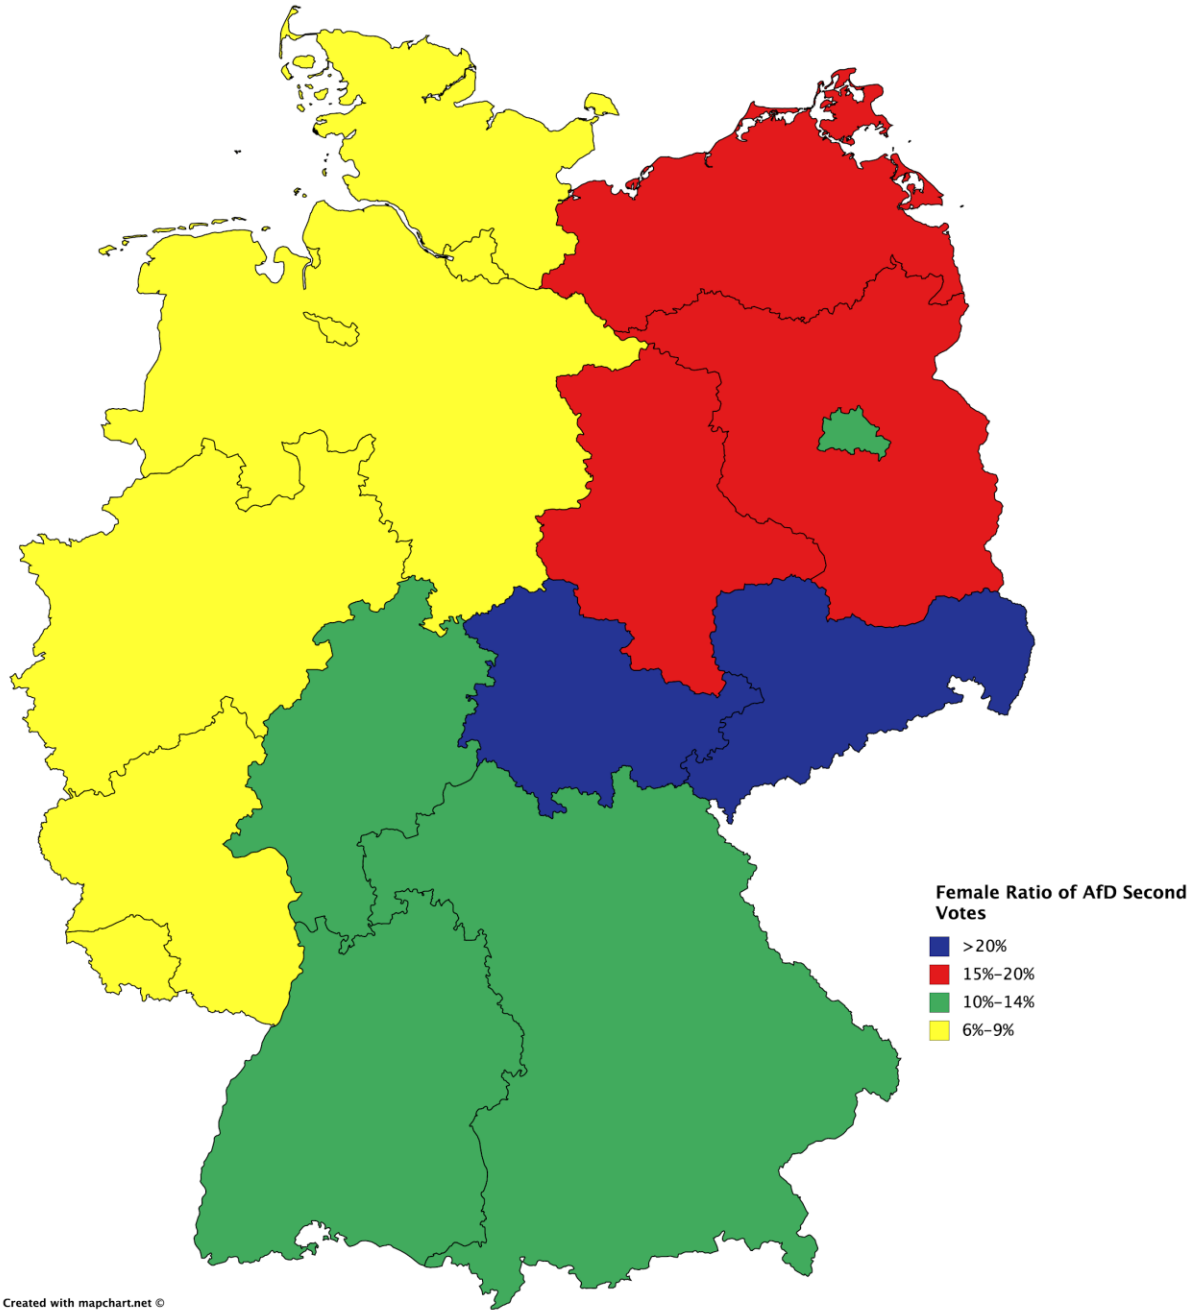 Female Ratio of AfD Second
Votes
>20%
15%-20%
10%-14%
6%-9%
Created with mapchart.net ©